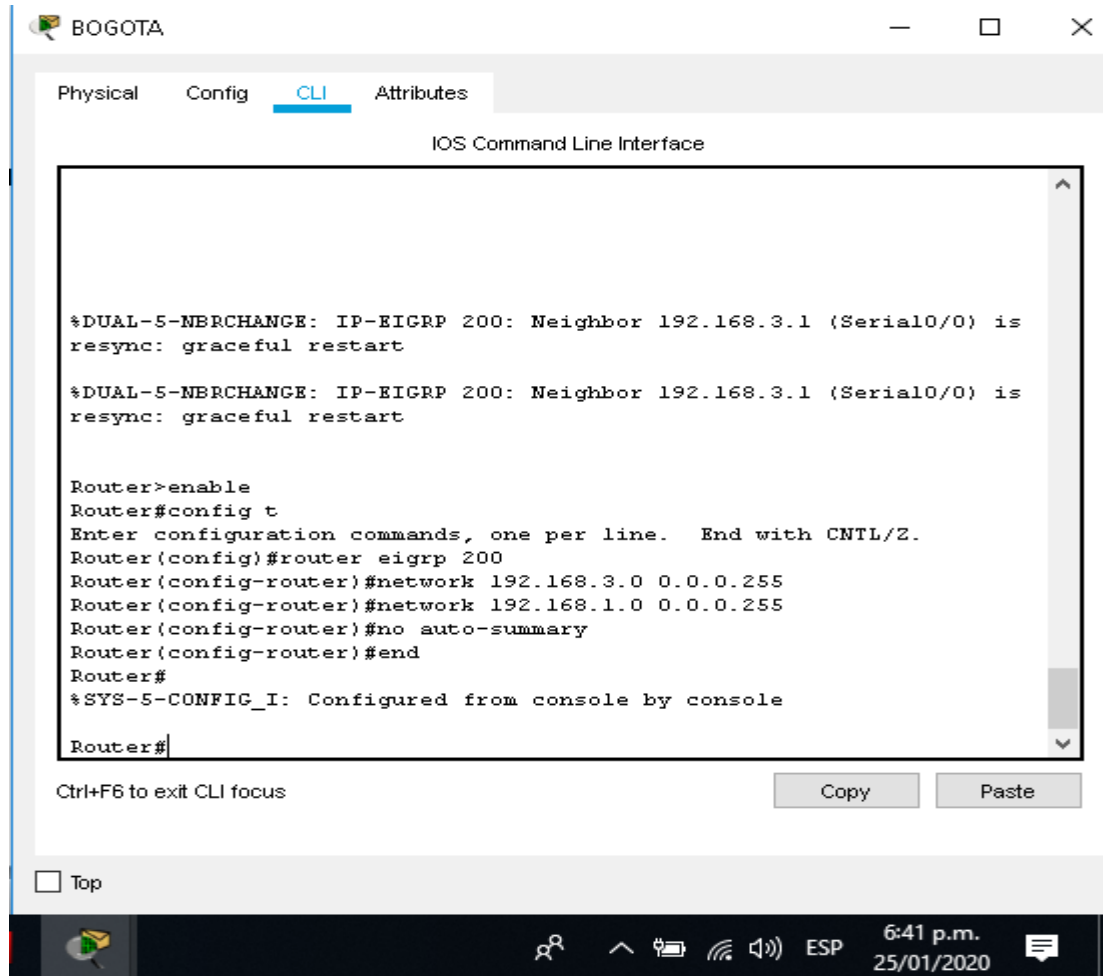 BOGOTA
Physical Config CLI Attributes
IOS Command Line Interface
%DUAL-5-NBRCHANGE: IP-EIGRP 200: Neighbor 192.168.3.1 (Serial0/0) is
resync: graceful restart
%DUAL-5-NBRCHANGE: IP-EIGRP 200: Neighbor 192.168.3.1 (Serial0/0) is
resync: graceful restart
Router>enable
Router#config t
Enter configuration commands, one per line.  End with CNTL/Z.
Router(config)#router eigrp 200
Router(config-router)#network 192.168.3.0 0.0.0.255
Router(config-router)#network 192.168.1.0 0.0.0.255
Router(config-router)#no auto-summary
Router(config-router)#end
Router#
%SYS-5-CONFIG_I: Configured from console by console
Router#
Ctrl+F6 to exit CLI focus Copy Paste
Top
ESP 6:41 p.m.
25/01/2020